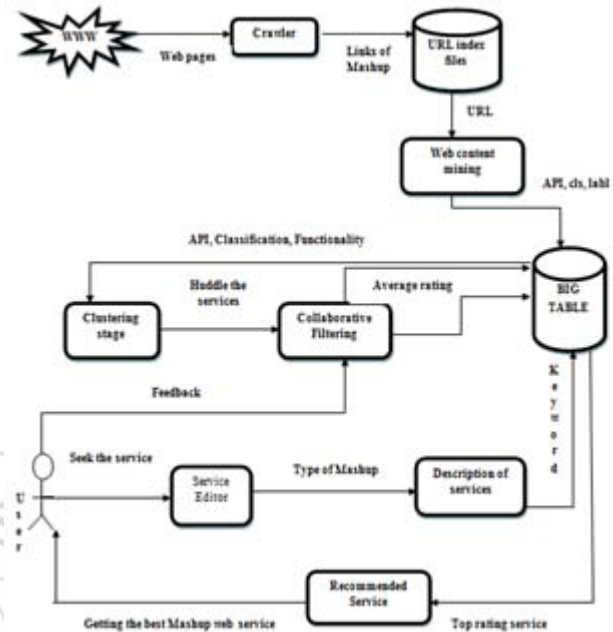 WWW
Web pages
Crawler
Links of
Mashup
URL index
files
URL
Web content
mining
API, cls, labl
API, Classification, Functionality
Huddle the
services
Average rating
BIG
TABLE
Clustering
stage
Collaborative
Filtering
Feedback
Keyword
Seek the service
User
Service
Editor
Type of Mashup
Description of
services
Recommended
Service
Getting the best Mashup web service
Top rating service